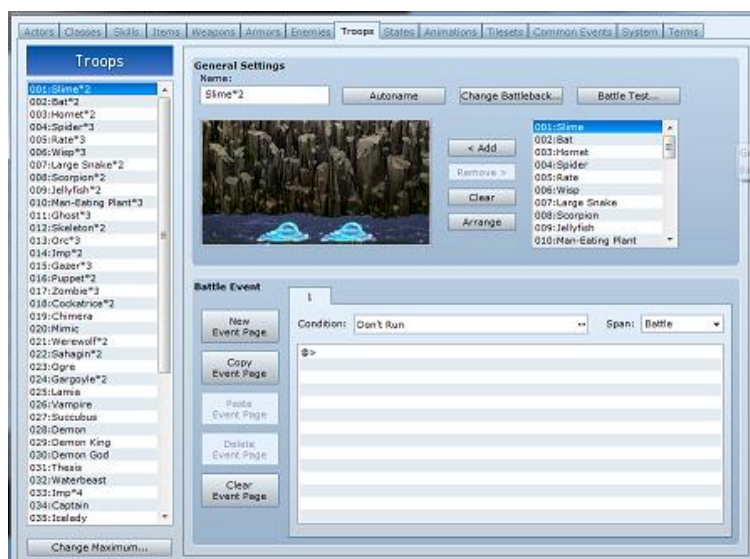 Actors Classes Skills Items Weapons Armors Enemies Troops States Animations Tilesets Common Events System Terms
Troops
001:Slime*2
002:Bat*2
003:Hornet*2
004:Spider*3
005:Rate*3
006:Wisp*3
007:Large Snake*2
008:Scorpion*2
009:Jellyfish*2
010:Man-Eating Plant*3
011:Ghost*3
012:Skeleton*2
013:Orc*3
014:Imp*2
015:Gazer*3
016:Puppet*2
017:Zombie*3
018:Cockatrice*2
019:Chimera
020:Mimic
021:Werewolf*2
022:Sahagin*2
023:Ogre
024:Gargoyle*2
025:Lamia
026:Vampire
027:Succubus
028:Demon
029:Demon King
030:Demon God
031:Thesis
032:Waterbeast
033:Imp*4
034:Captain
035:Icelady
Change Maximum...
General Settings
Name:
Slime*2
Autoname
Change Battleback...
Battle Test...
< Add
Remove >
Clear
Arrange
001:Slime
002:Bat
003:Hornet
004:Spider
005:Rate
006:Wisp
007:Large Snake
008:Scorpion
009:Jellyfish
010:Man-Eating Plant
Battle Event
1
New
Event Page
Copy
Event Page
Paste
Event Page
Delete
Event Page
Clear
Event Page
Condition: Don't Run
Span: Battle
@>